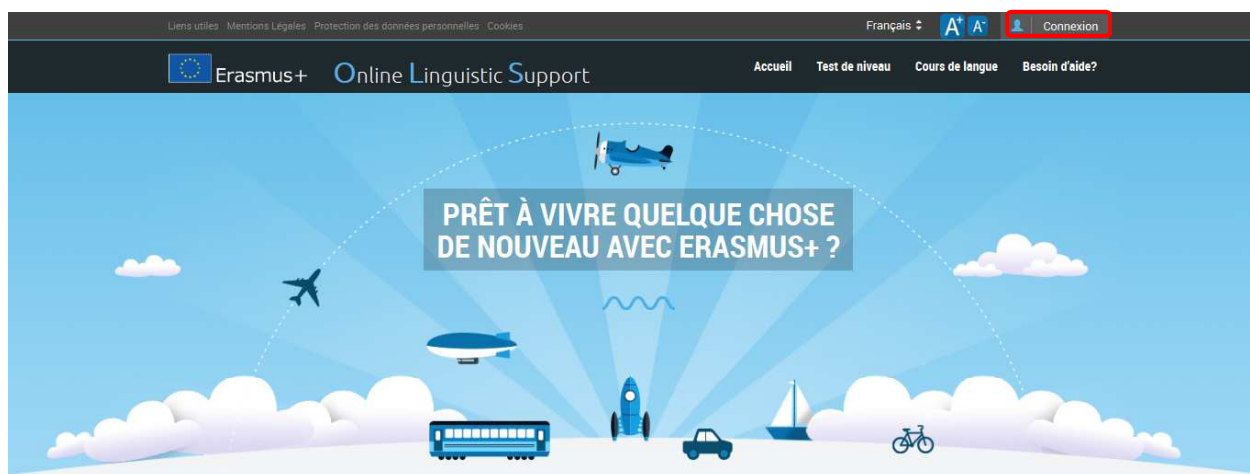 Liens utiles Mentions Légales Protection des données personnelles Cookies Français A+ A- Connexion
Erasmus+ Online Linguistic Support Accueil Test de niveau Cours de langue Besoin d'aide?
PRÊT À VIVRE QUELQUE CHOSE
DE NOUVEAU AVEC ERASMUS+ ?